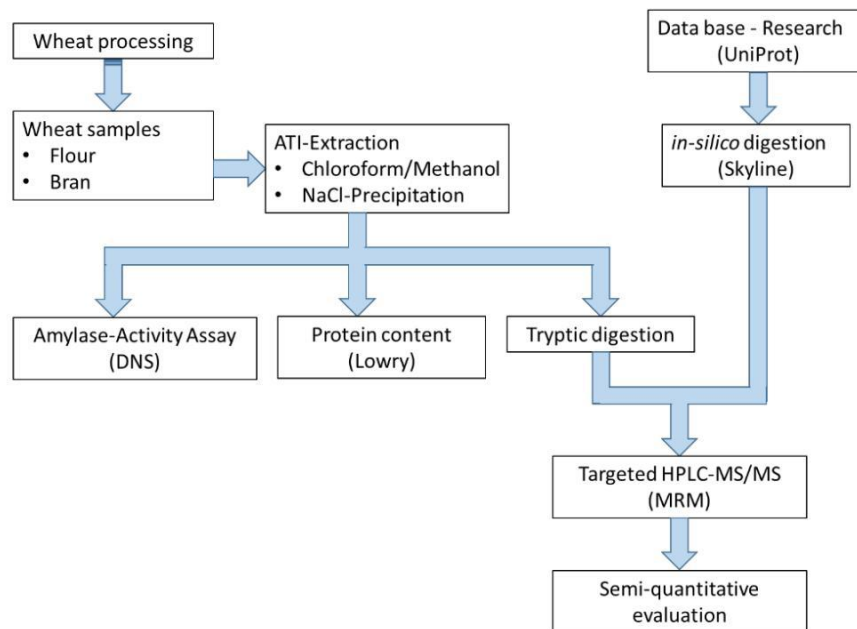 Wheat processing
Data base - Research
(UniProt)
Wheat samples
• Flour
• Bran
ATI-Extraction
• Chloroform/Methanol
• NaCl-Precipitation
in-silico digestion
(Skyline)
Amylase-Activity Assay
(DNS)
Protein content
(Lowry)
Tryptic digestion
Targeted HPLC-MS/MS
(MRM)
Semi-quantitative
evaluation